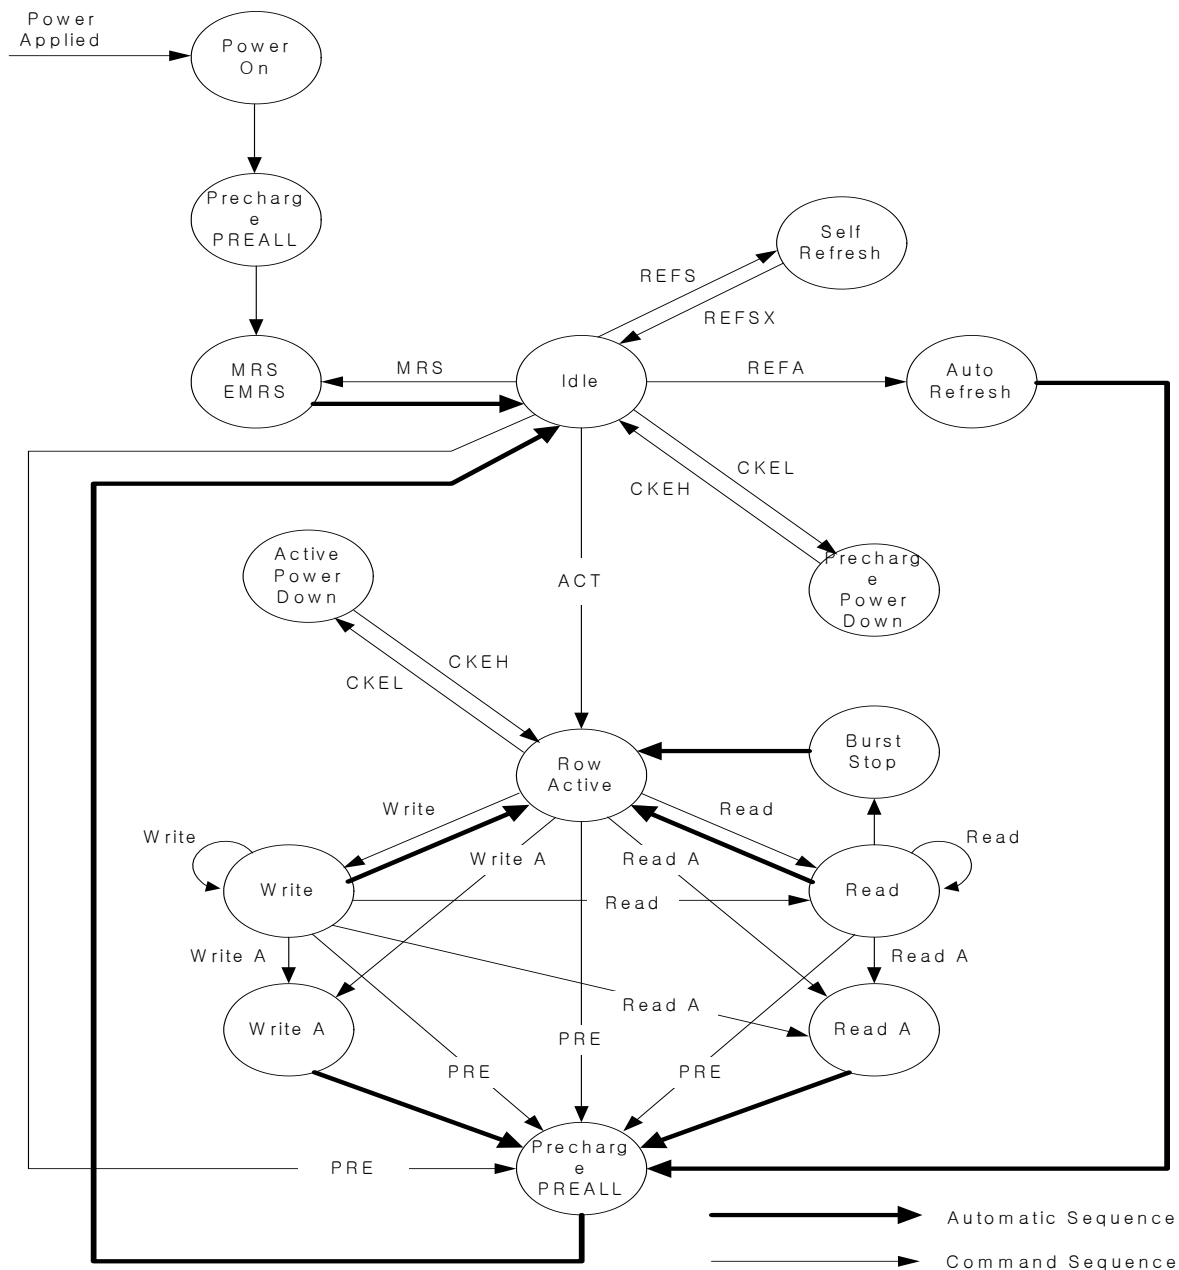 Power
Applied
Power
On
Precharg
e
PREALL
Self
Refresh
REFS
REFSX
MRS
EMRS
MRS
Idle
REFA
Auto
Refresh
CKEL
CKEH
Active
Power
Down
ACT
Precharg
e
Power
Down
CKEH
CKEL
Row
Active
Burst
Stop
Write
Read
Write
Write A
Read A
Read
Write
Read
Read
Write A
Read A
Read A
Write A
Read A
PRE
PRE
PRE
Precharg
e
PREALL
PRE
Automatic Sequence
Command Sequence